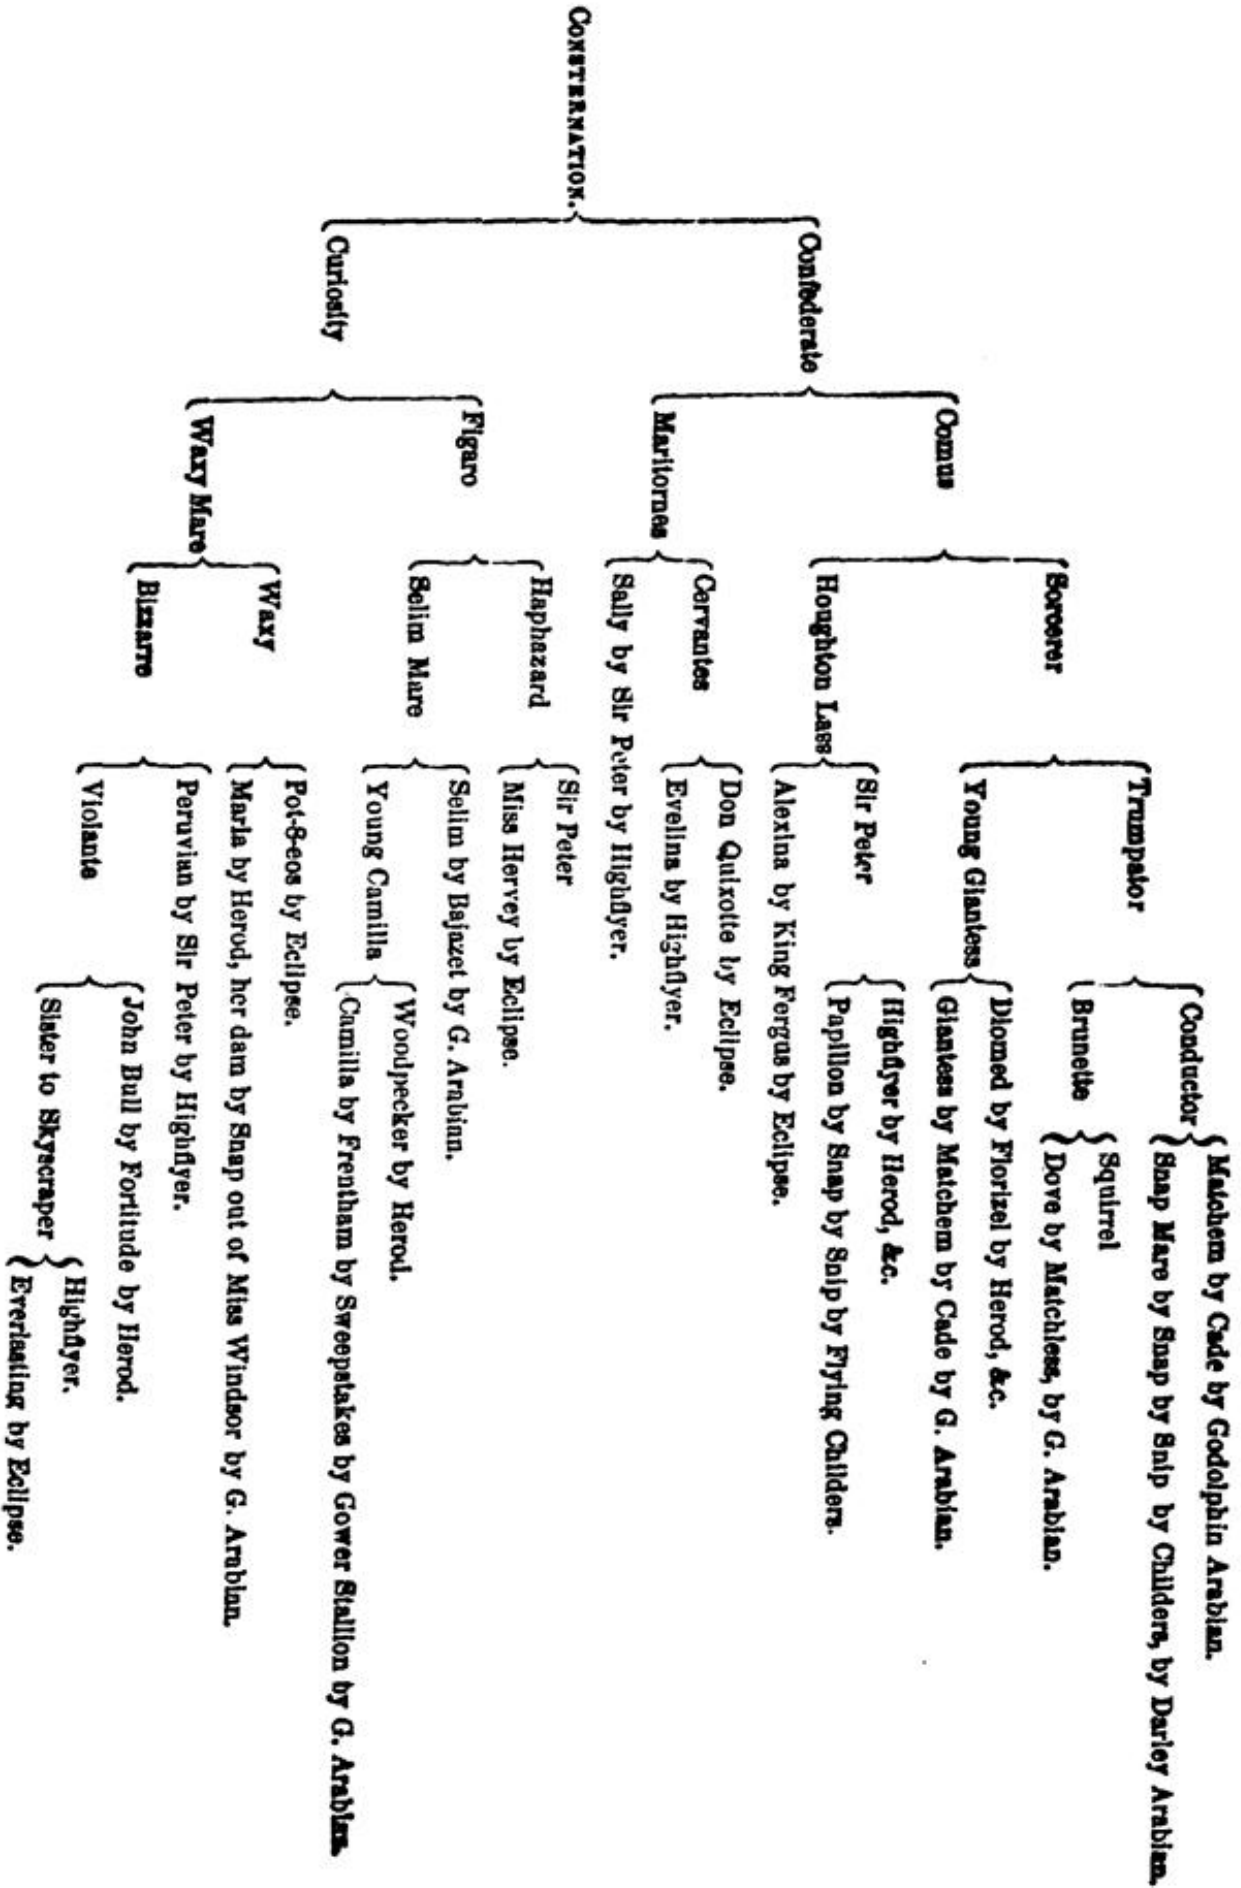 Matchem by Cade by Godolphin Arabian.
Conductor
Snap Mare by Snap by Snip by Childers, by Darley Arabian.
Trumpator
Squirrel
Brunette
Dove by Matchless, by G. Arabian.
Sorcerer
Diomed by Florizel by Herod, &c.
Young Giantess
Giantess by Matchem by Cade by G. Arabian.
Comus
Highflyer by Herod, &c.
Sir Peter
Papillon by Snap by Snip by Flying Childers.
Houghton Lass
Alexina by King Fergus by Eclipse.
Confederate
Don Quixotte by Eclipse.
Cervantes
Evelina by Highflyer.
Maritornes
Sally by Sir Peter by Highflyer.
CONSTERNATION.
Sir Peter
Haphazard
Miss Hervey by Eclipse.
Figaro
Selim by Bajazet by G. Arabian.
Selim Mare
Woodpecker by Herod.
Young Camilla
Camilla by Frentham by Sweepstakes by Gower Stallion by G. Arabian.
Curiosity
Pot-8-eos by Eclipse.
Waxy
Maria by Herod, her dam by Snap out of Miss Windsor by G. Arabian.
Waxy Mare
Peruvian by Sir Peter by Highflyer.
Bizzarre
John Bull by Fortitude by Herod.
Violante
Highflyer.
Sister to Skyscraper
Everlasting by Eclipse.